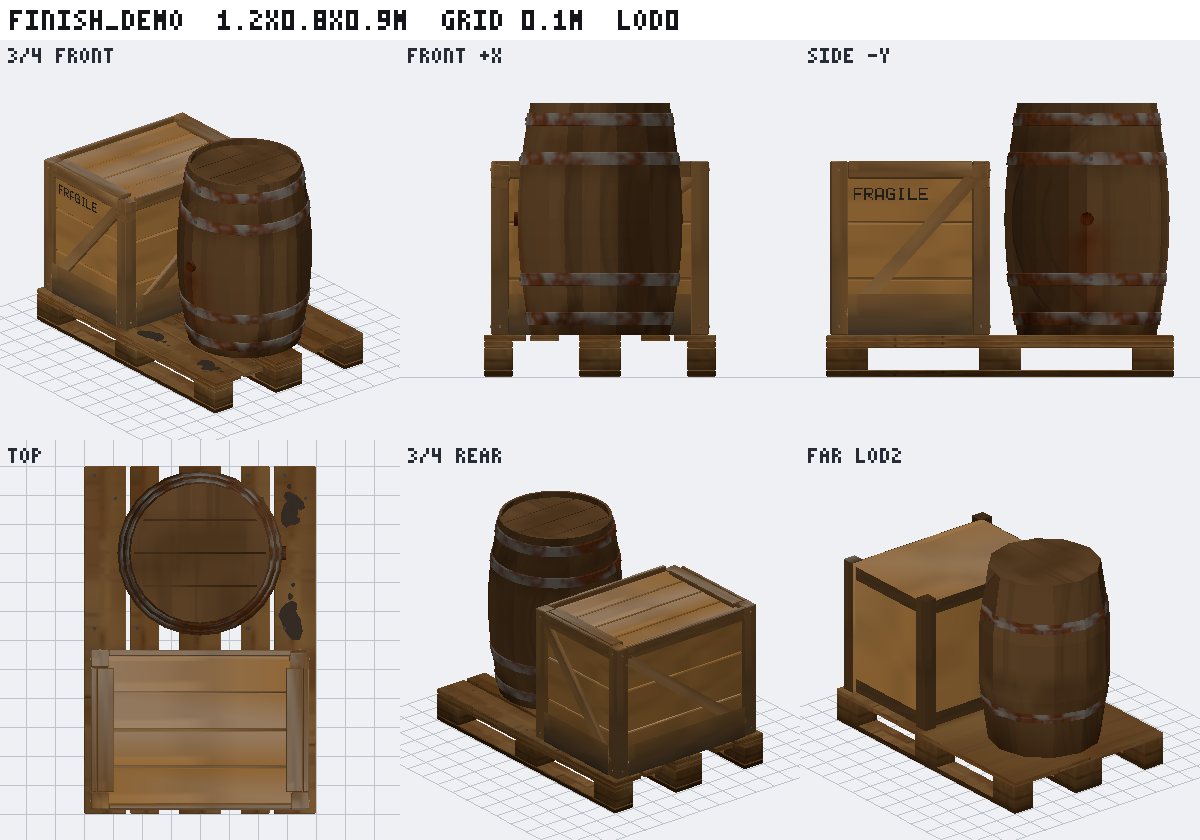 FINISH_DEMO 1.2X0.8X0.9M GRID 0.1M LOD0
3/4 FRONT
FRONT +X
SIDE -Y
FRAGILE
FRAGILE
TOP
3/4 REAR
FAR LOD2